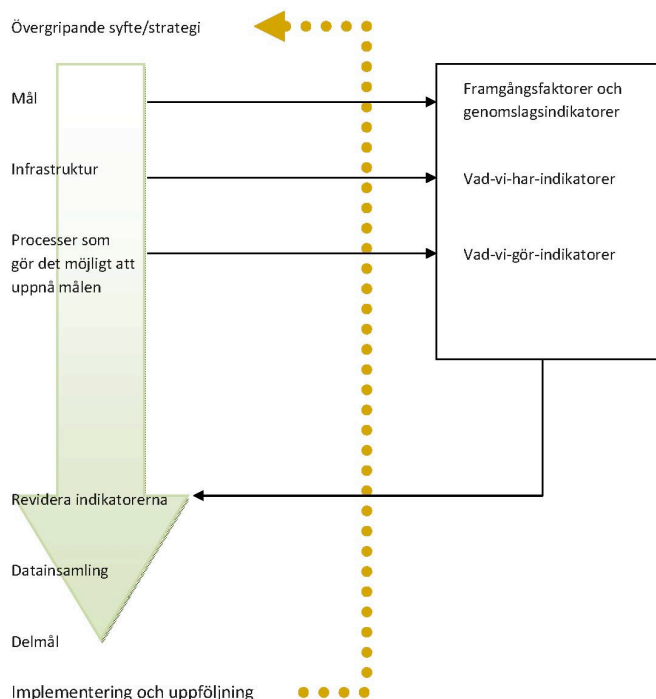 Övergripande syfte/strategi
Mål
Framgångsfaktorer och
genomslagsindikatorer
Infrastruktur
Vad-vi-har-indikatorer
Processer som
gör det möjligt att
uppnå målen
Vad-vi-gör-indikatorer
Revidera indikatorerna
Datainsamling
Delmål
Implementering och uppföljning